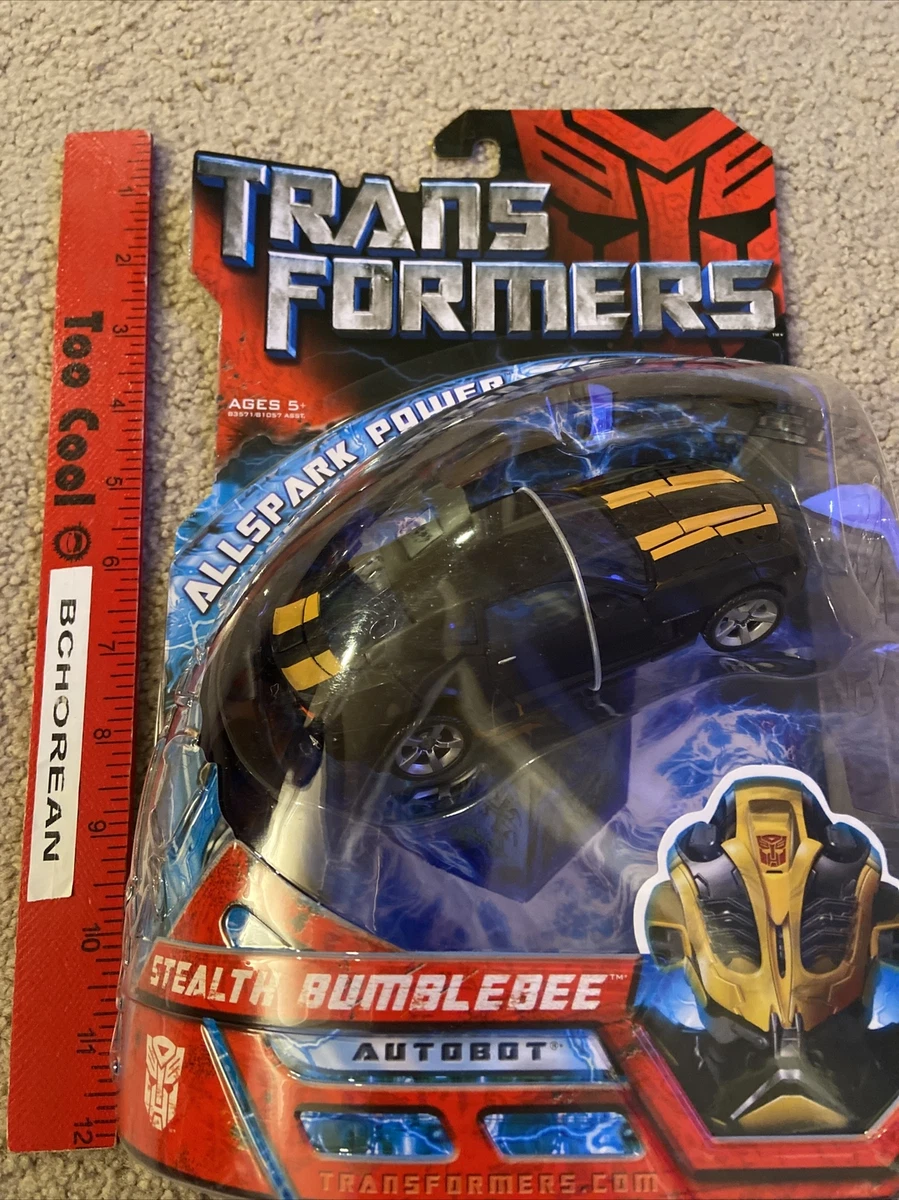 TRANS
FORMERS
AGES 5+
83571/81057 ASST.
ALLSPARK POWER
STEALTH BUMBLEBEE™
AUTOBOT®
TRANSFORMERS.COM
Too Cool
BCHOREAN
1
2
3
4
5
6
7
8
9
10
11
12